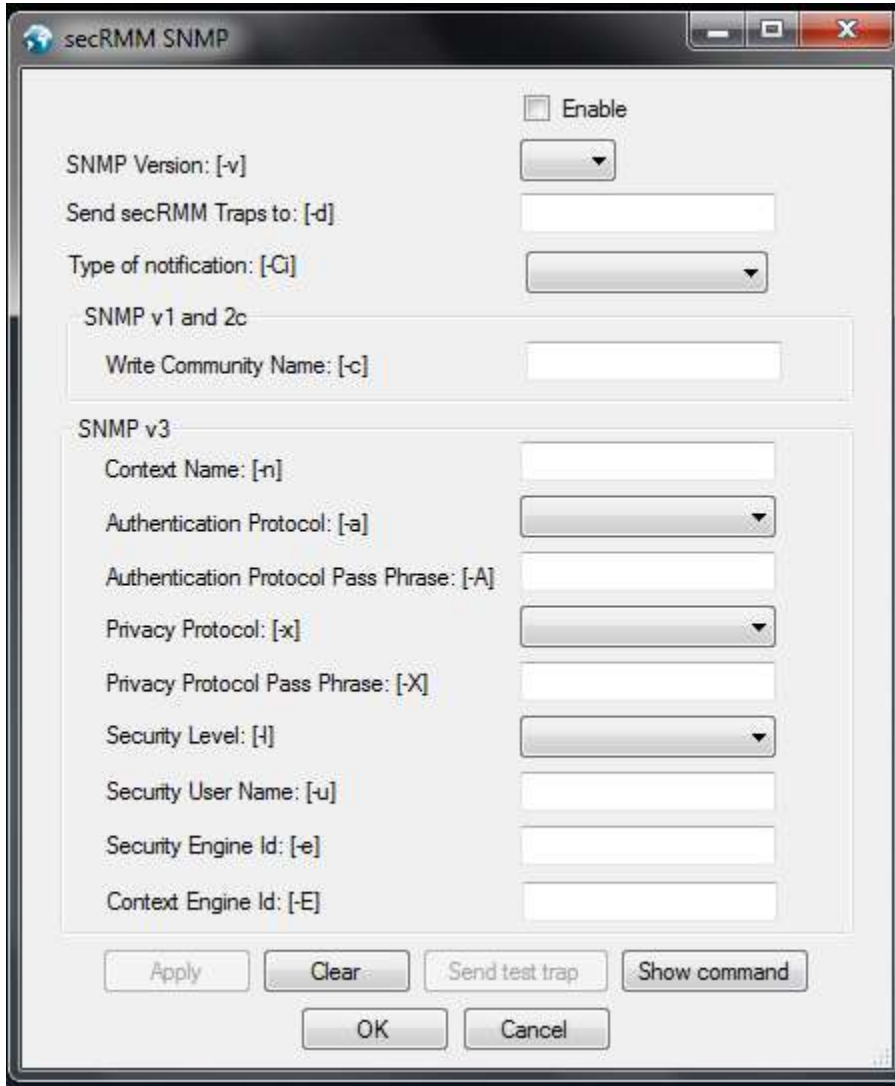 secRMM SNMP
Enable
SNMP Version: [-v]
Send secRMM Traps to: [-d]
Type of notification: [-Ci]
SNMP v1 and 2c
Write Community Name: [-c]
SNMP v3
Context Name: [-n]
Authentication Protocol: [-a]
Authentication Protocol Pass Phrase: [-A]
Privacy Protocol: [-x]
Privacy Protocol Pass Phrase: [-X]
Security Level: [-l]
Security User Name: [-u]
Security Engine Id: [-e]
Context Engine Id: [-E]
Apply Clear Send test trap Show command
OK Cancel